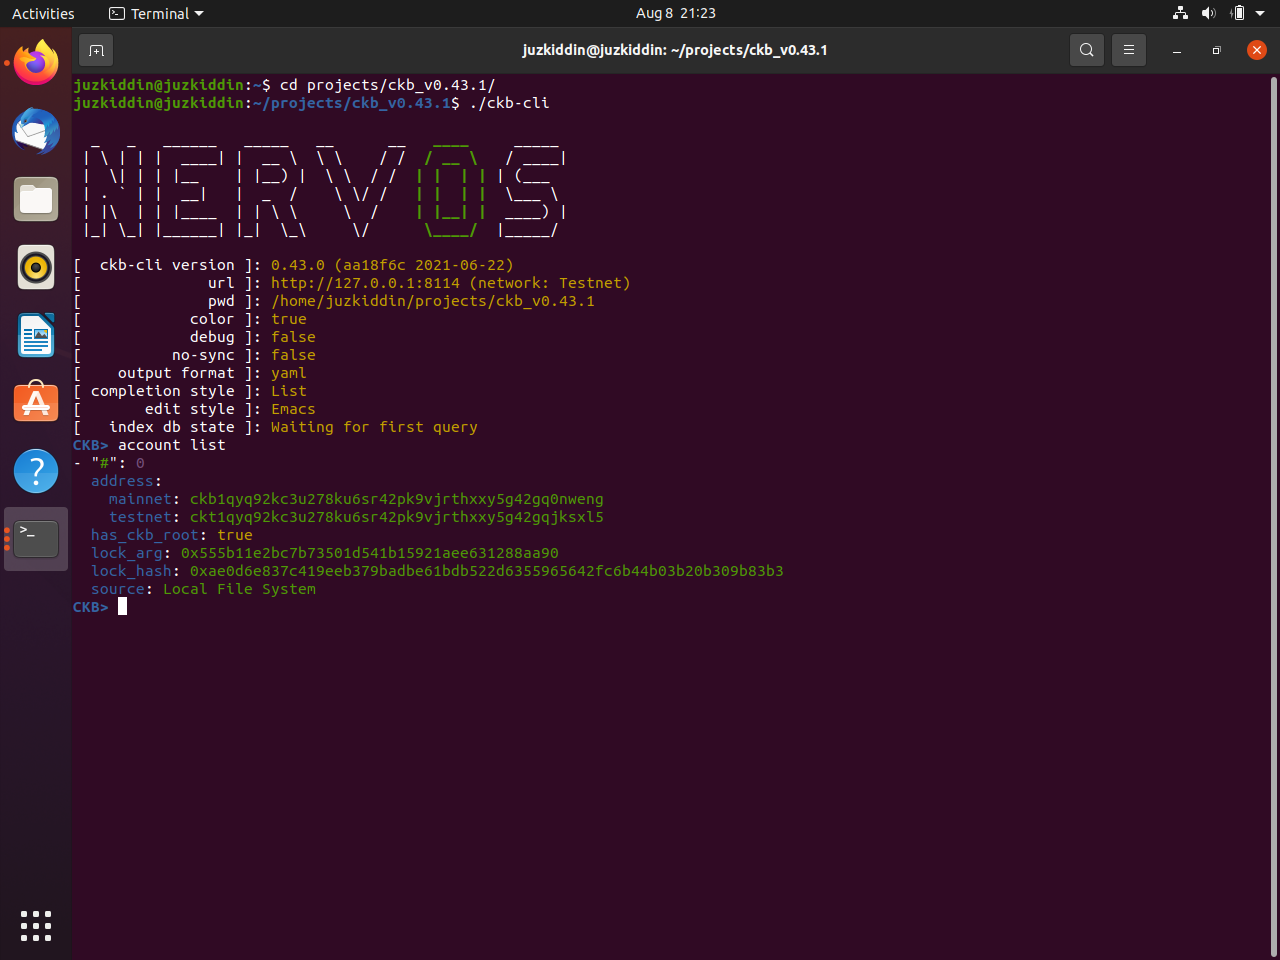 Activities Terminal Aug 8 21:23
juzkiddin@juzkiddin: ~/projects/ckb_v0.43.1
juzkiddin@juzkiddin:~$ cd projects/ckb_v0.43.1/
juzkiddin@juzkiddin:~/projects/ckb_v0.43.1$ ./ckb-cli
NERVOS
[  ckb-cli version ]: 0.43.0 (aa18f6c 2021-06-22)
[              url ]: http://127.0.0.1:8114 (network: Testnet)
[              pwd ]: /home/juzkiddin/projects/ckb_v0.43.1
[            color ]: true
[            debug ]: false
[          no-sync ]: false
[    output format ]: yaml
[ completion style ]: List
[       edit style ]: Emacs
[   index db state ]: Waiting for first query
CKB> account list
- "#": 0
  address:
    mainnet: ckb1qyq92kc3u278ku6sr42pk9vjrthxxy5g42gq0nweng
    testnet: ckt1qyq92kc3u278ku6sr42pk9vjrthxxy5g42gqjksxl5
  has_ckb_root: true
  lock_arg: 0x555b11e2bc7b73501d541b15921aee631288aa90
  lock_hash: 0xae0d6e837c419eeb379badbe61bdb522d6355965642fc6b44b03b20b309b83b3
  source: Local File System
CKB>